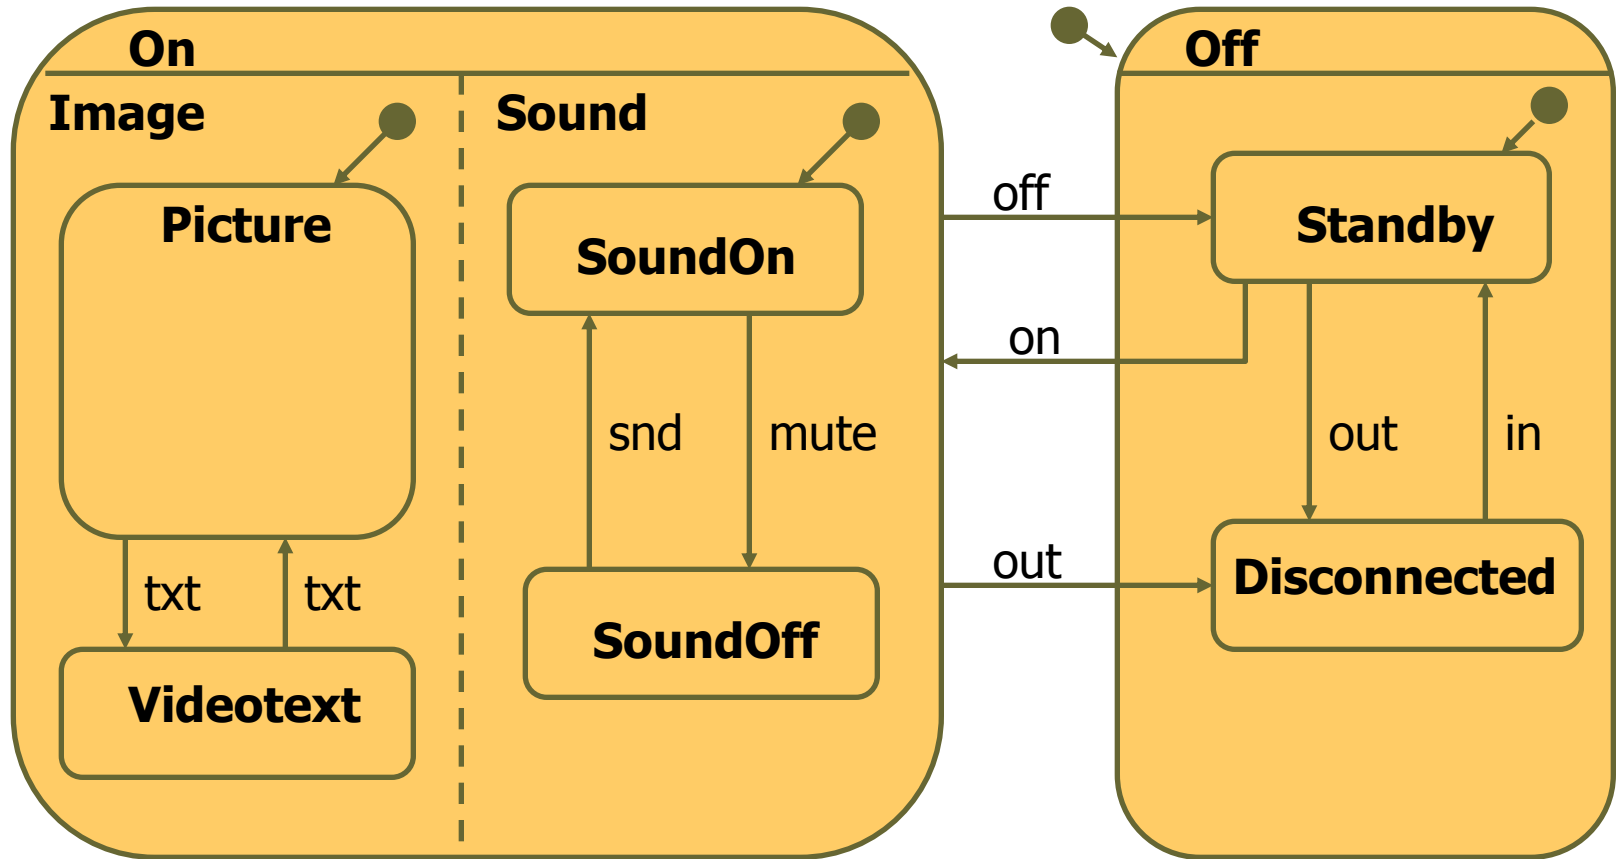 On
Image
Picture
txt
txt
Videotext
Sound
SoundOn
snd
mute
SoundOff
off
on
out
Off
Standby
out
in
Disconnected